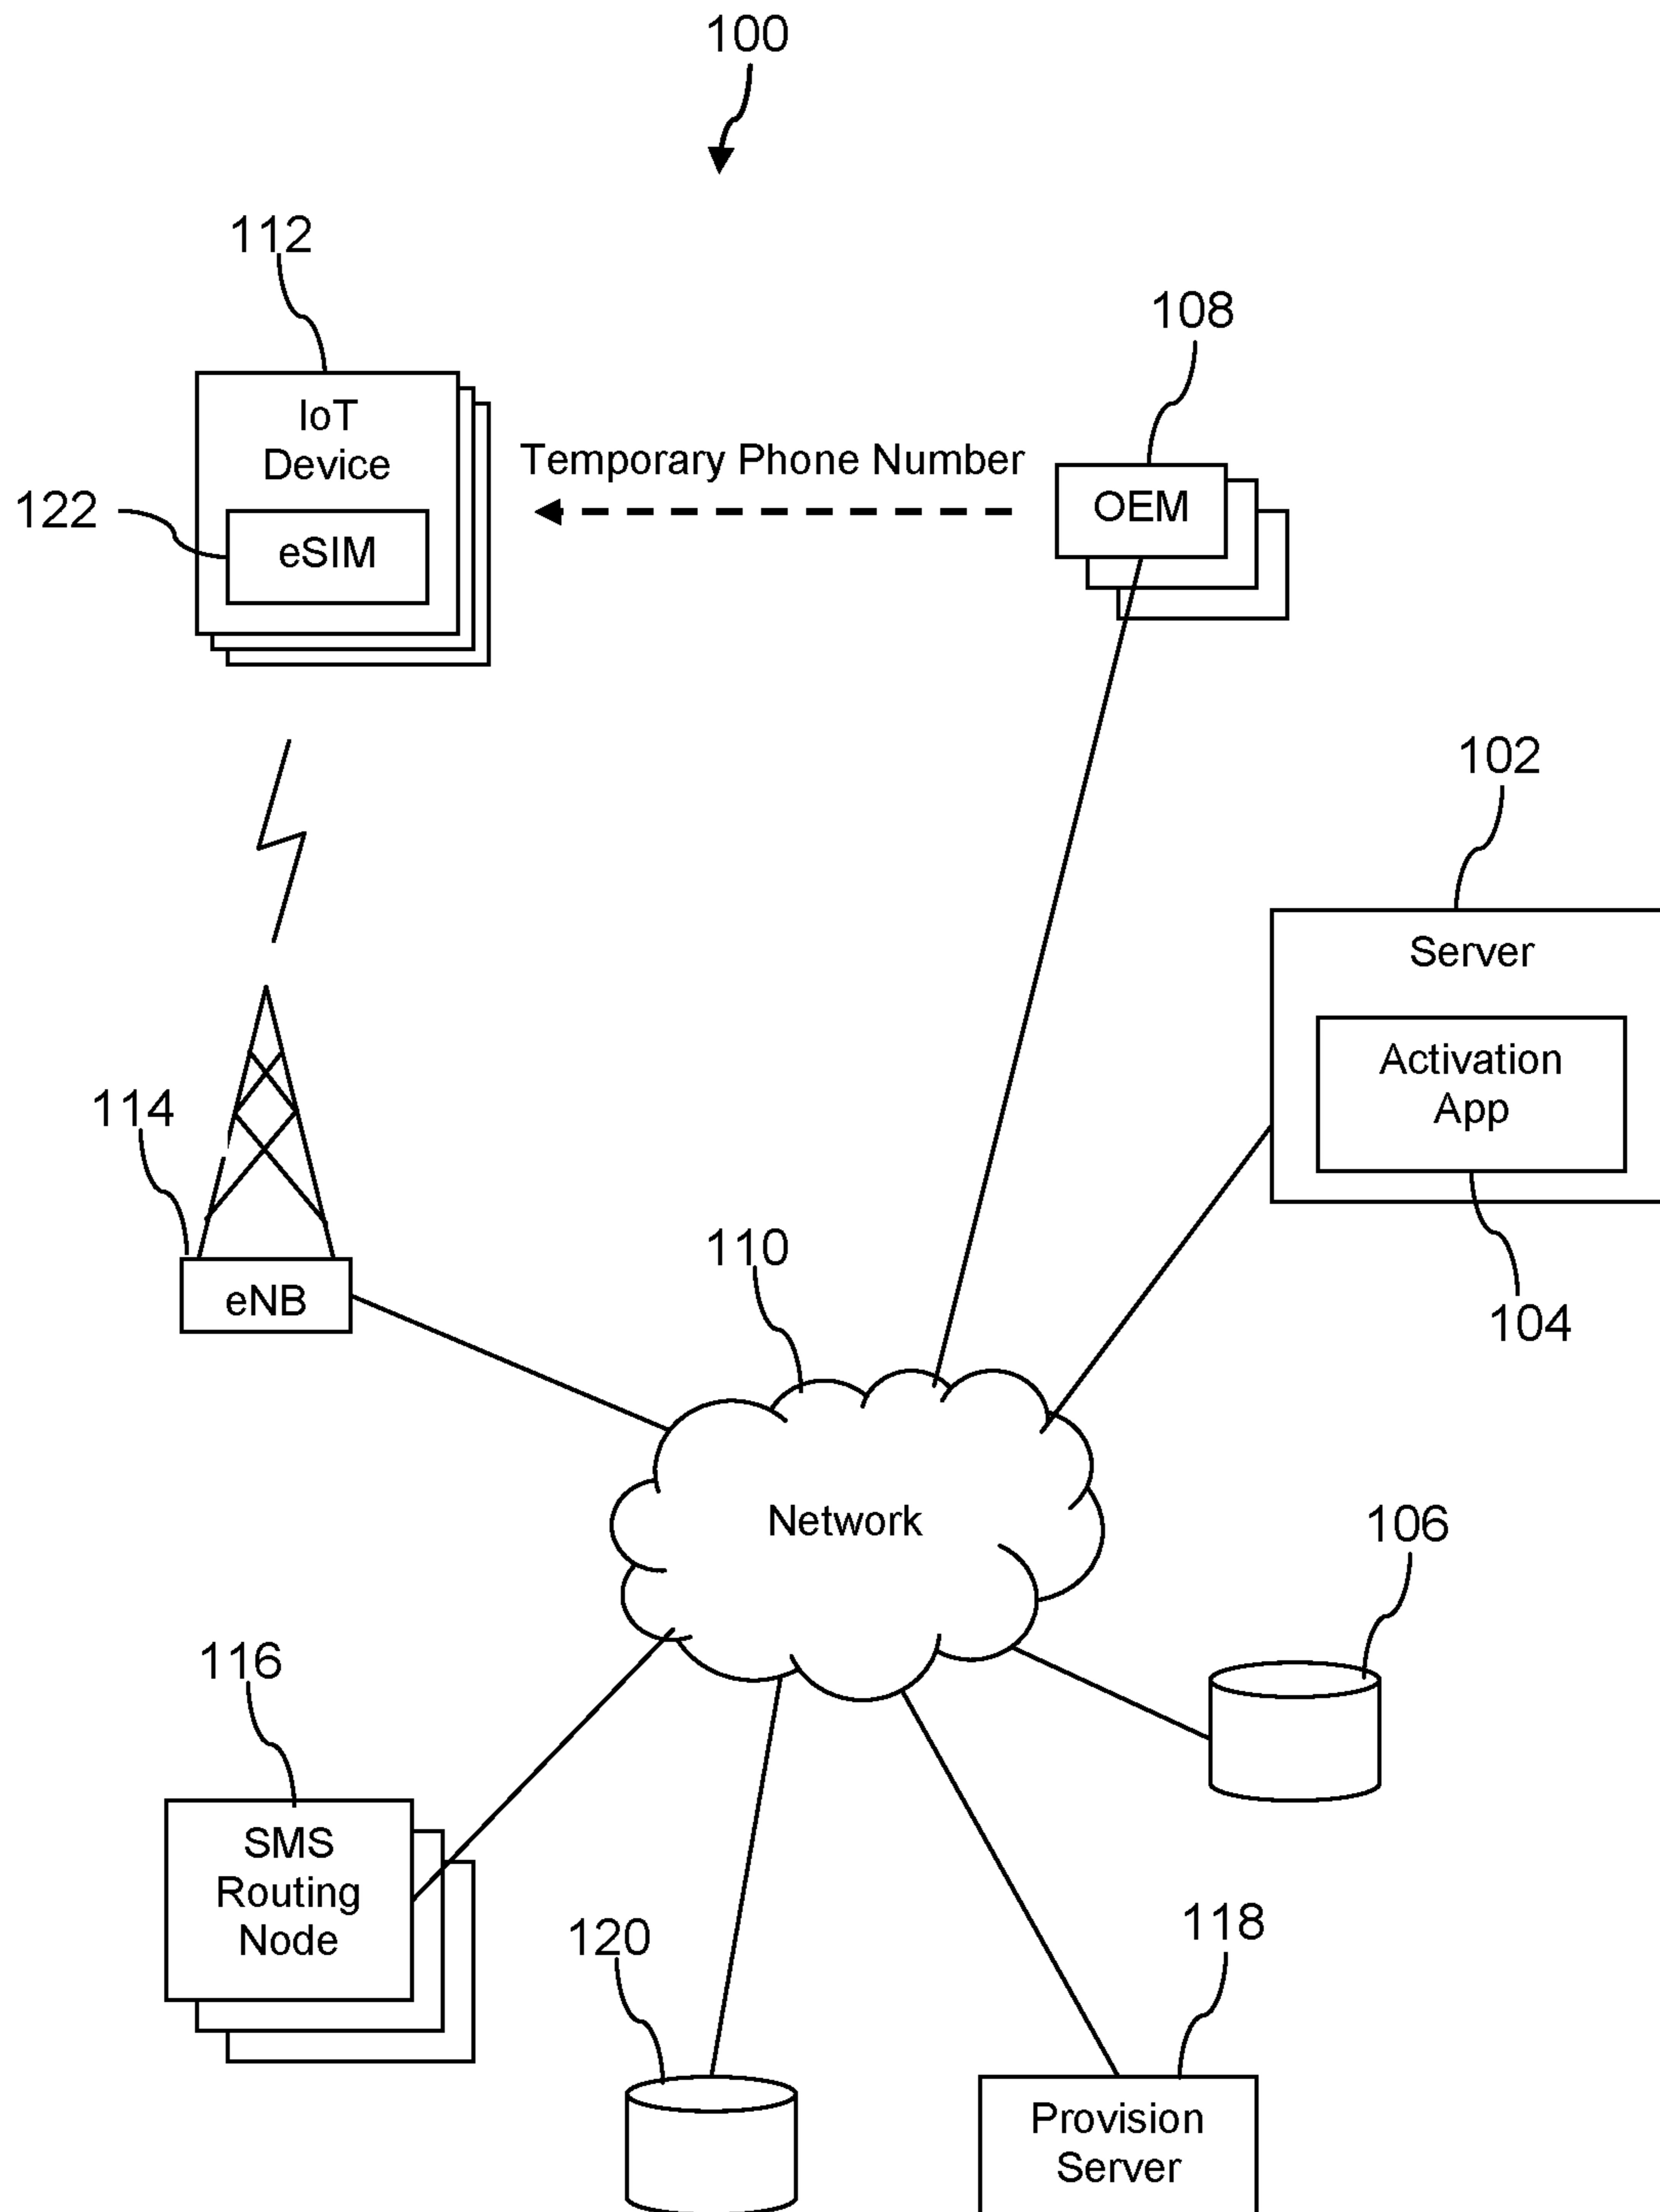 100
112
108
IoT
Device
Temporary Phone Number
OEM
122
eSIM
102
Server
Activation
App
114
110
eNB
104
Network
106
116
SMS
Routing
Node
120
118
Provision
Server